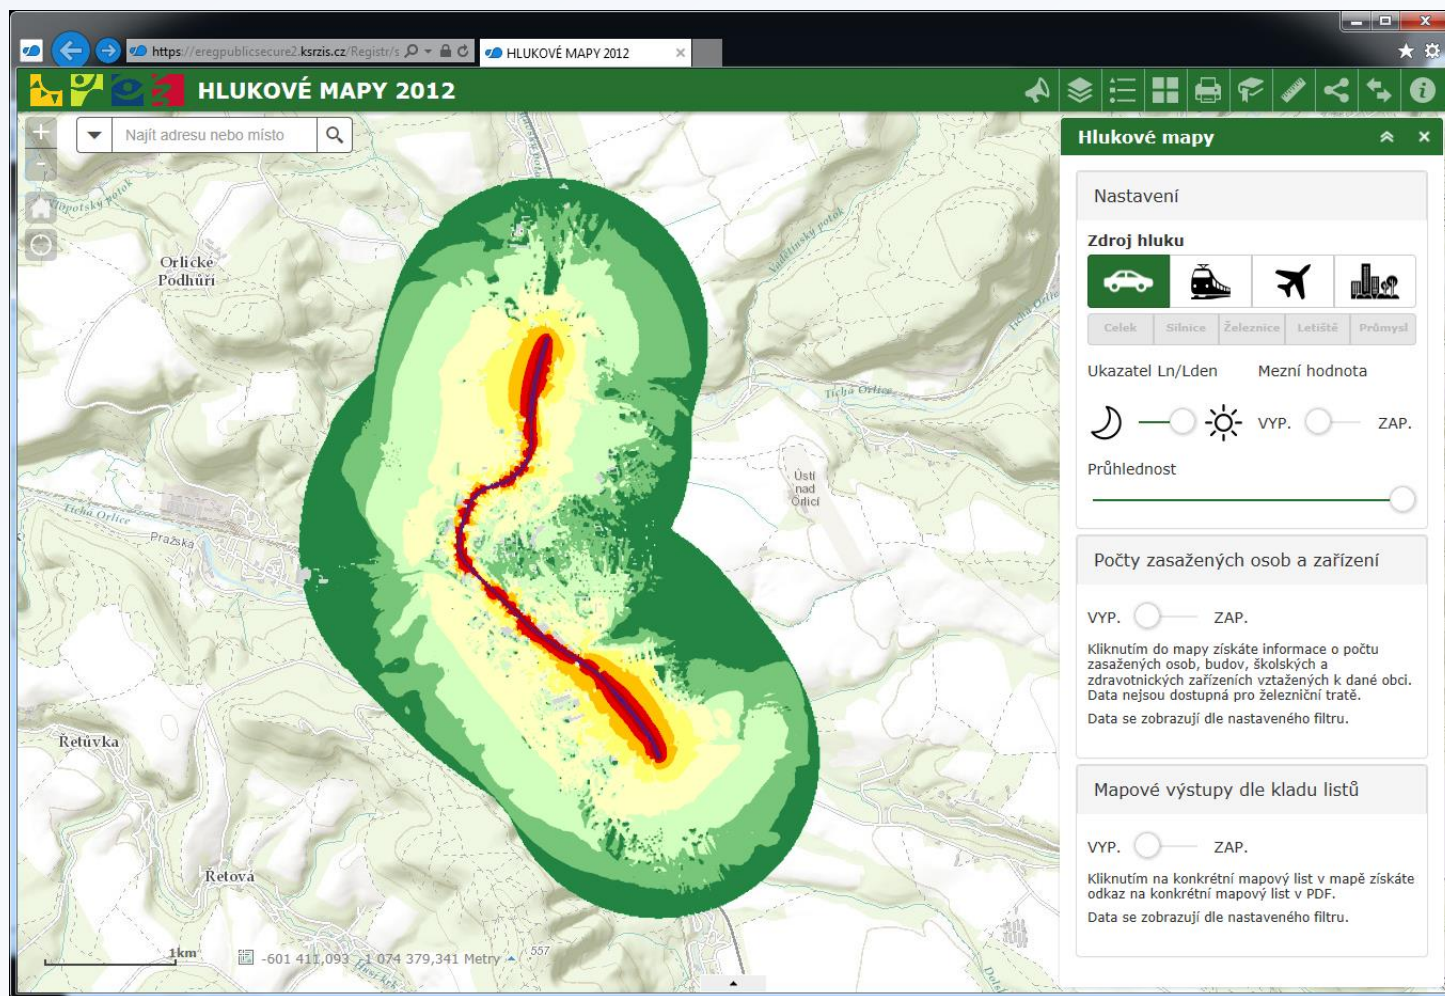 https://eregpublicsecure2.ksrzis.cz/Registr/s
HLUKOVÉ MAPY 2012
HLUKOVÉ MAPY 2012
Najít adresu nebo místo
Orlické
Podhůří
Tichá Orlice
Ústí
nad
Orlicí
Tichá Orlice
Pražská
Řetůvka
Řetová
557
1km
-601 411,093 -1 074 379,341 Metry
Hlukové mapy
Nastavení
Zdroj hluku
Celek Silnice Železnice Letiště Průmysl
Ukazatel Ln/Lden Mezní hodnota
VYP. ZAP.
Průhlednost
Počty zasažených osob a zařízení
VYP. ZAP.
Kliknutím do mapy získáte informace o počtu
zasažených osob, budov, školských a
zdravotnických zařízeních vztažených k dané obci.
Data nejsou dostupná pro železniční tratě.
Data se zobrazují dle nastaveného filtru.
Mapové výstupy dle kladu listů
VYP. ZAP.
Kliknutím na konkrétní mapový list v mapě získáte
odkaz na konkrétní mapový list v PDF.
Data se zobrazují dle nastaveného filtru.